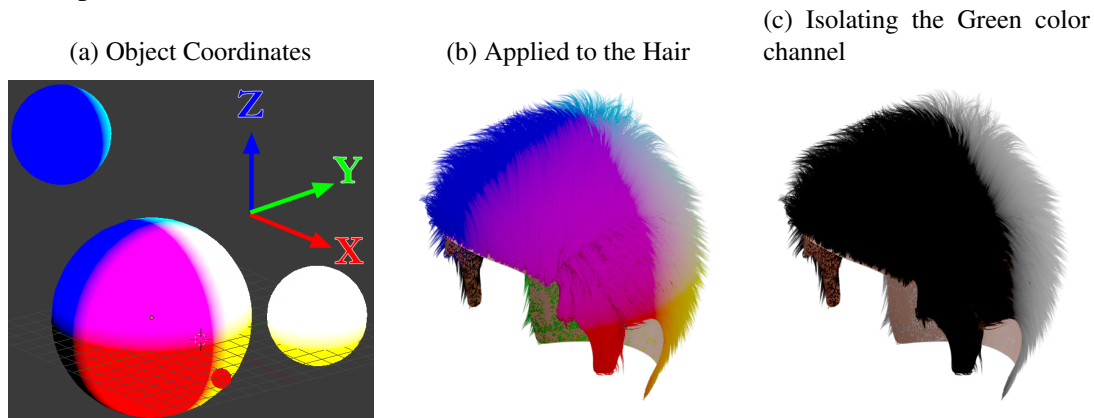 (a) Object Coordinates
(b) Applied to the Hair
(c) Isolating the Green color
channel
Z
Y
X